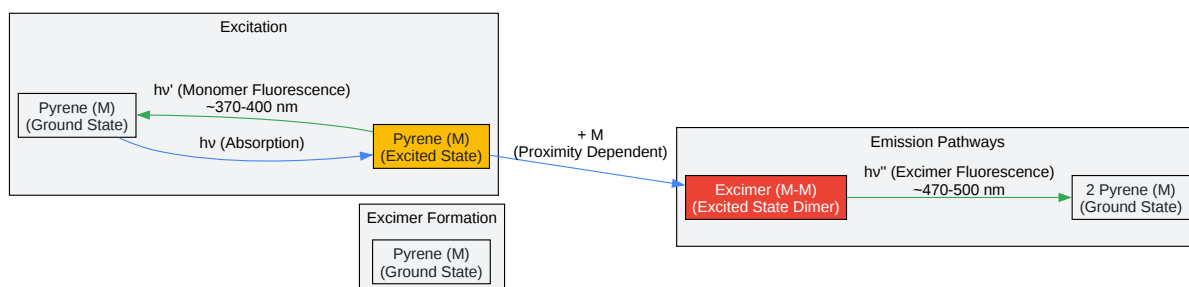 Excitation
hν' (Monomer Fluorescence)
~370-400 nm
Pyrene (M)
(Ground State)
hν (Absorption)
Pyrene (M)
(Excited State)
+ M
(Proximity Dependent)
Emission Pathways
Excimer (M-M)
(Excited State Dimer)
hν'' (Excimer Fluorescence)
~470-500 nm
2 Pyrene (M)
(Ground State)
Excimer Formation
Pyrene (M)
(Ground State)